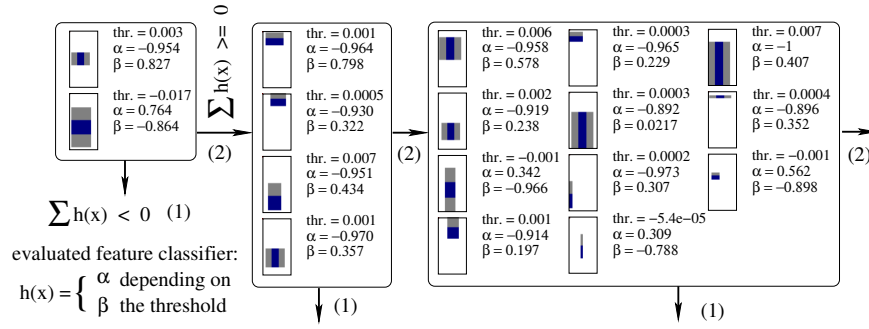 thr. = 0.003
α = −0.954
β = 0.827
thr. = −0.017
α = 0.764
β = −0.864
∑ h(x) >= 0
(2)
∑ h(x) < 0 (1)
evaluated feature classifier:
h(x) = { α depending on
β the threshold
thr. = 0.001
α = −0.964
β = 0.798
thr. = 0.0005
α = −0.930
β = 0.322
thr. = 0.007
α = −0.951
β = 0.434
thr. = 0.001
α = −0.970
β = 0.357
(1)
(2)
thr. = 0.006
α = −0.958
β = 0.578
thr. = 0.002
α = −0.919
β = 0.238
thr. = −0.001
α = 0.342
β = −0.966
thr. = 0.001
α = −0.914
β = 0.197
thr. = 0.0003
α = −0.965
β = 0.229
thr. = 0.0003
α = −0.892
β = 0.0217
thr. = 0.0002
α = −0.973
β = 0.307
thr. = −5.4e−05
α = 0.309
β = −0.788
thr. = 0.007
α = −1
β = 0.407
thr. = 0.0004
α = −0.896
β = 0.352
thr. = −0.001
α = 0.562
β = −0.898
(2)
(1)